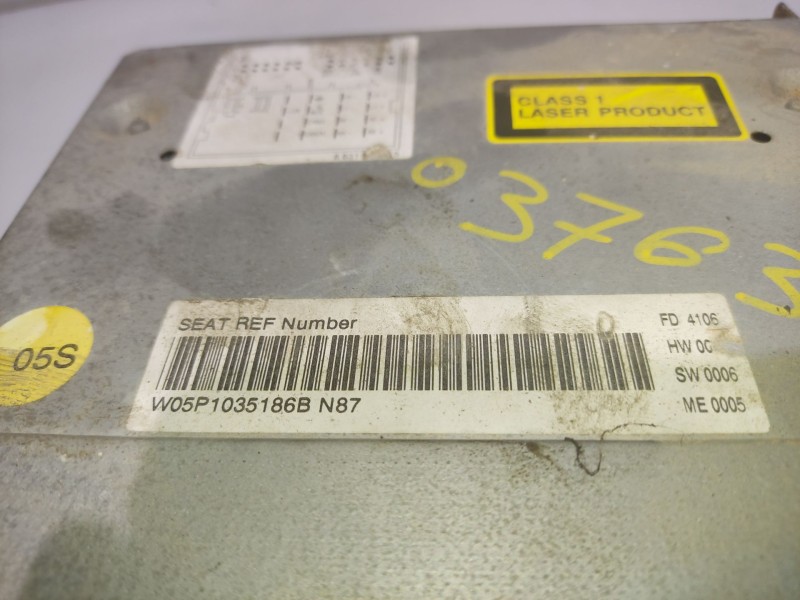 CLASS 1
LASER PRODUCT
0376 3
05S
SEAT REF Number
FD 4106
HW 00
SW 0006
W05P1035186B N87
ME 0005